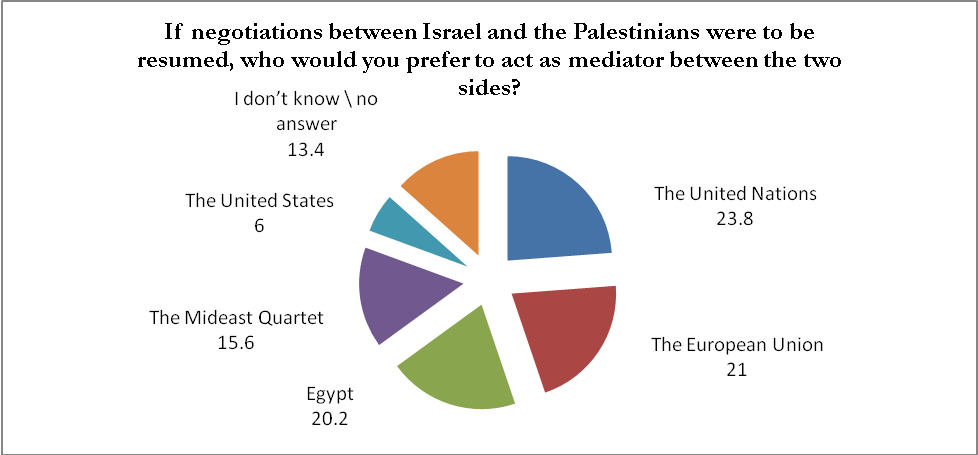 If negotiations between Israel and the Palestinians were to be
resumed, who would you prefer to act as mediator between the two
sides?
I don’t know \ no
answer
13.4
The United States
6
The Mideast Quartet
15.6
Egypt
20.2
The United Nations
23.8
The European Union
21